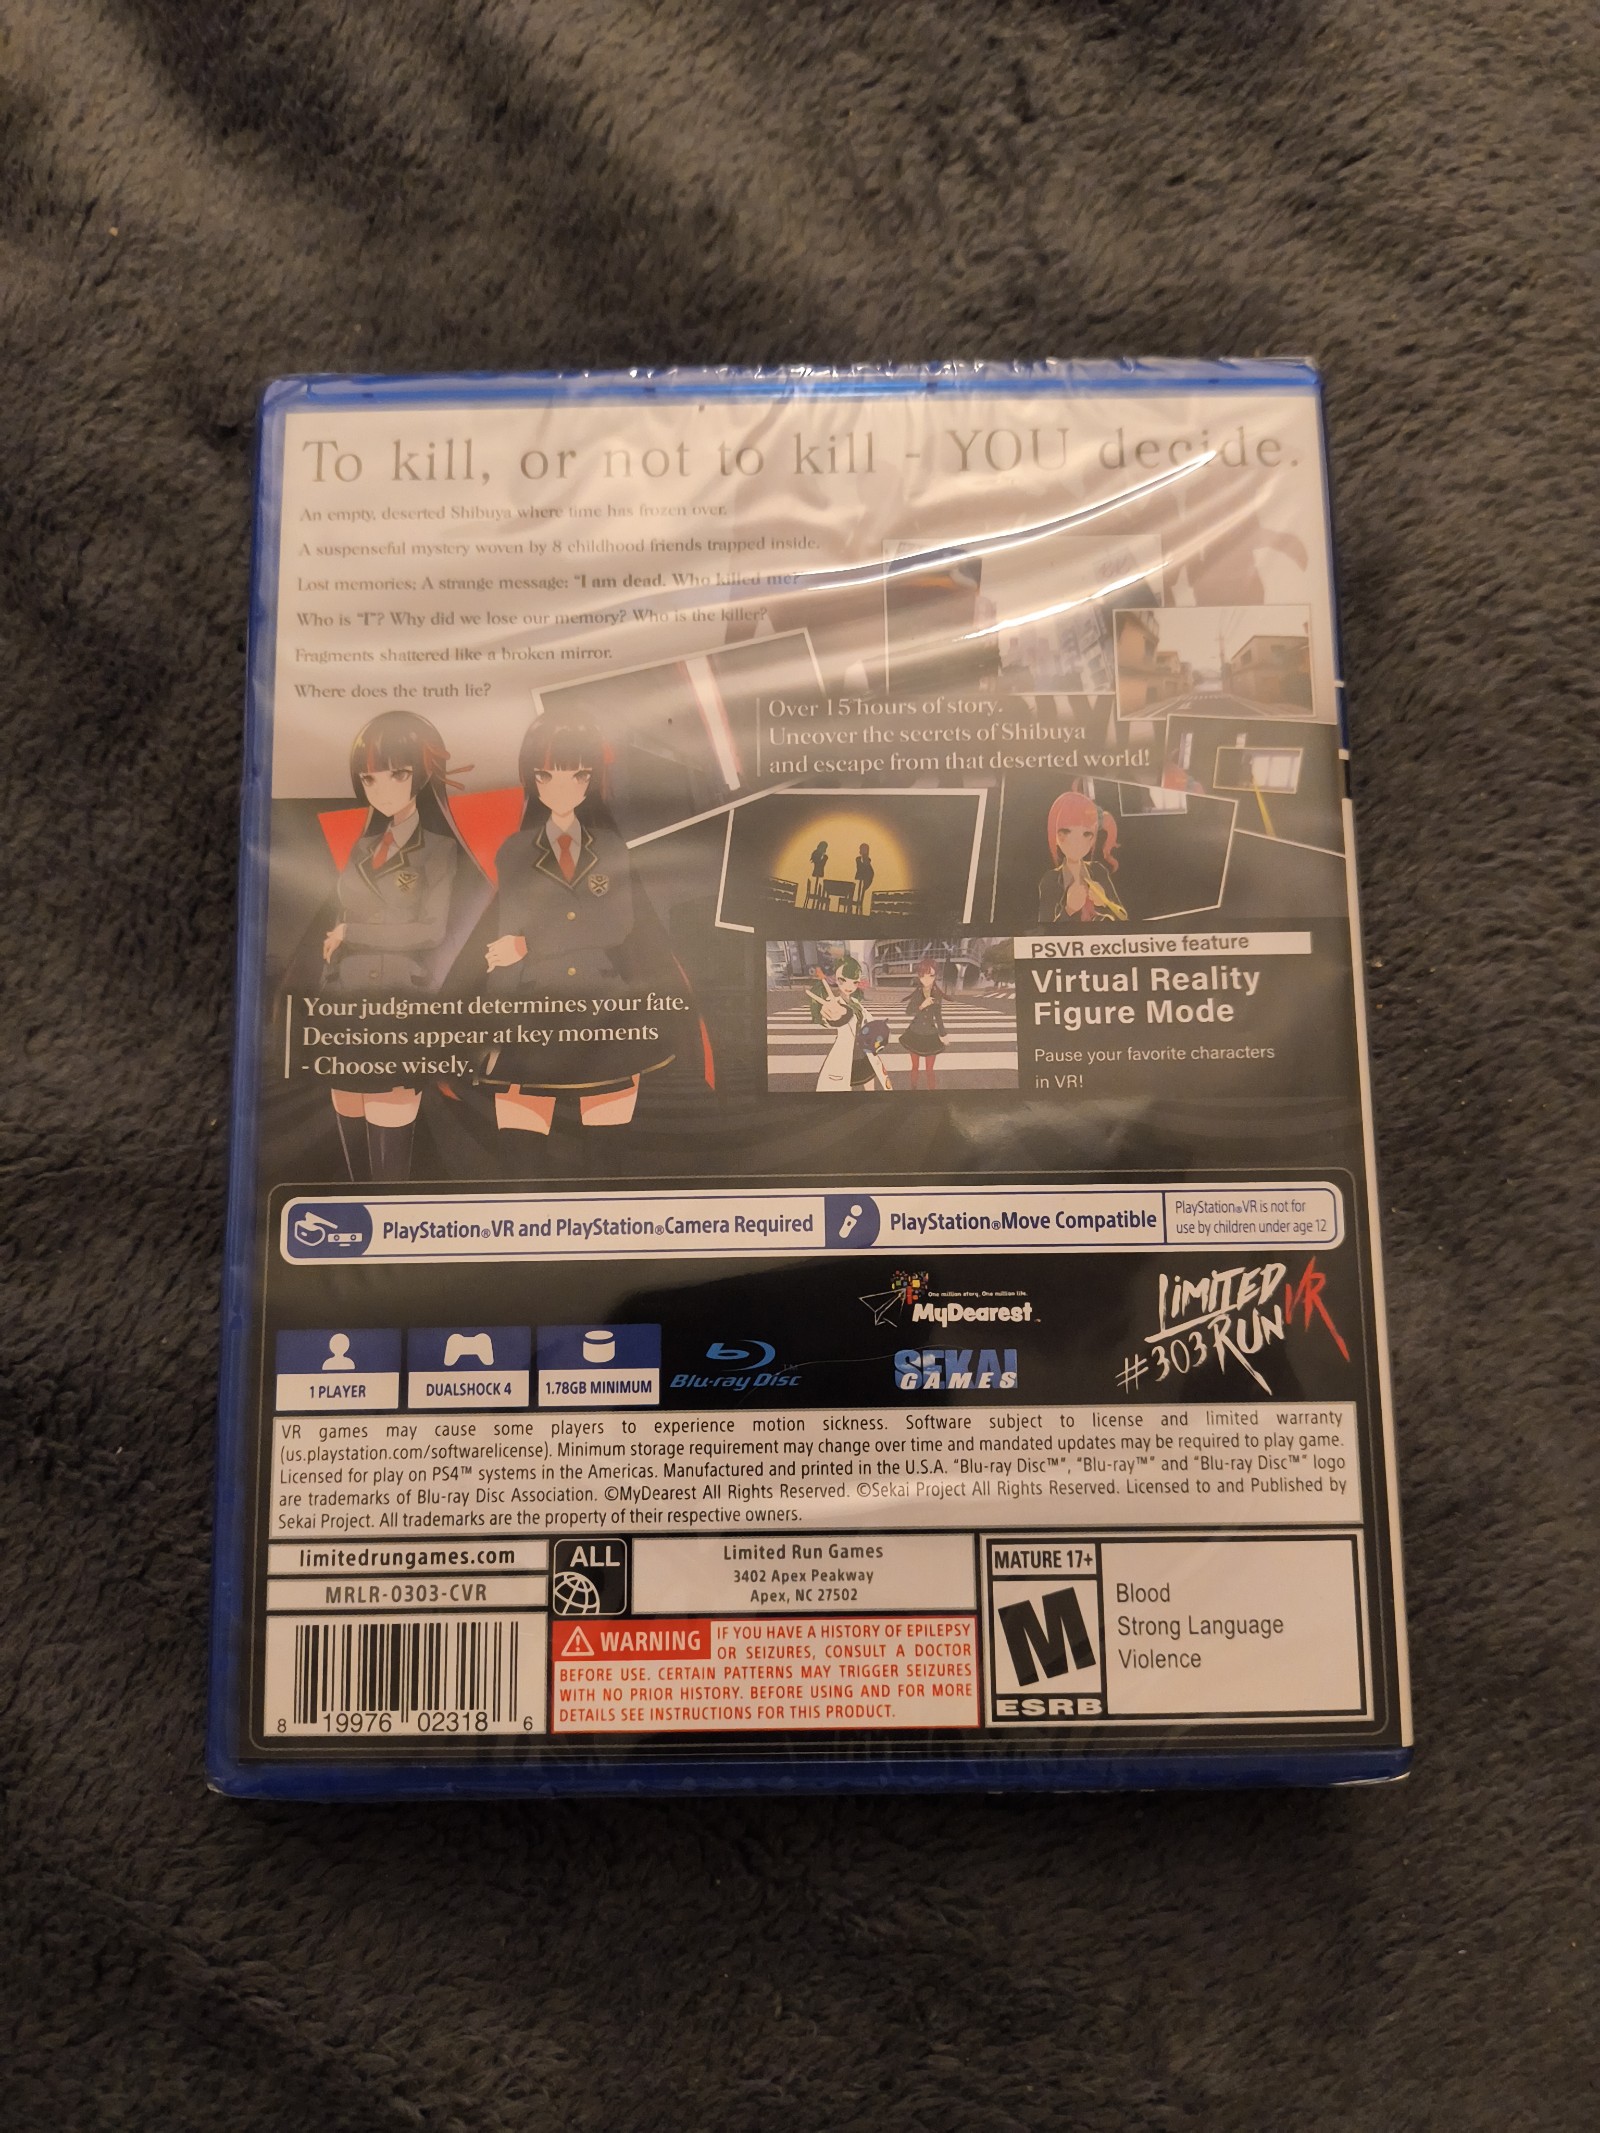 To kill, or not to kill - YOU decide.
An empty, deserted Shibuya where time has frozen over.
A suspenseful mystery woven by 8 childhood friends trapped inside.
Lost memories; A strange message: "I am dead. Who killed me?"
Who is "I"? Why did we lose our memory? Who is the killer?
Fragments shattered like a broken mirror.
Where does the truth lie?
Over 15 hours of story.
Uncover the secrets of Shibuya
and escape from that deserted world!
Your judgment determines your fate.
Decisions appear at key moments
- Choose wisely.
PSVR exclusive feature
Virtual Reality
Figure Mode
Pause your favorite characters
in VR!
PlayStation®VR and PlayStation®Camera Required
PlayStation®Move Compatible
PlayStation®VR is not for
use by children under age 12
One million story, One million life.
MyDearest
LiMITED RUN VR
#303
1 PLAYER
DUALSHOCK 4
1.78GB MINIMUM
Blu-ray Disc™
SEKAI
GAMES
VR games may cause some players to experience motion sickness. Software subject to license and limited warranty
(us.playstation.com/softwarelicense). Minimum storage requirement may change over time and mandated updates may be required to play game.
Licensed for play on PS4™ systems in the Americas. Manufactured and printed in the U.S.A. "Blu-ray Disc™", "Blu-ray™" and "Blu-ray Disc™" logo
are trademarks of Blu-ray Disc Association. ©MyDearest All Rights Reserved. ©Sekai Project All Rights Reserved. Licensed to and Published by
Sekai Project. All trademarks are the property of their respective owners.
limitedrungames.com
MRLR-0303-CVR
ALL
Limited Run Games
3402 Apex Peakway
Apex, NC 27502
WARNING IF YOU HAVE A HISTORY OF EPILEPSY
OR SEIZURES, CONSULT A DOCTOR
BEFORE USE. CERTAIN PATTERNS MAY TRIGGER SEIZURES
WITH NO PRIOR HISTORY. BEFORE USING AND FOR MORE
DETAILS SEE INSTRUCTIONS FOR THIS PRODUCT.
MATURE 17+
M
ESRB
Blood
Strong Language
Violence
8 19976 02318 6